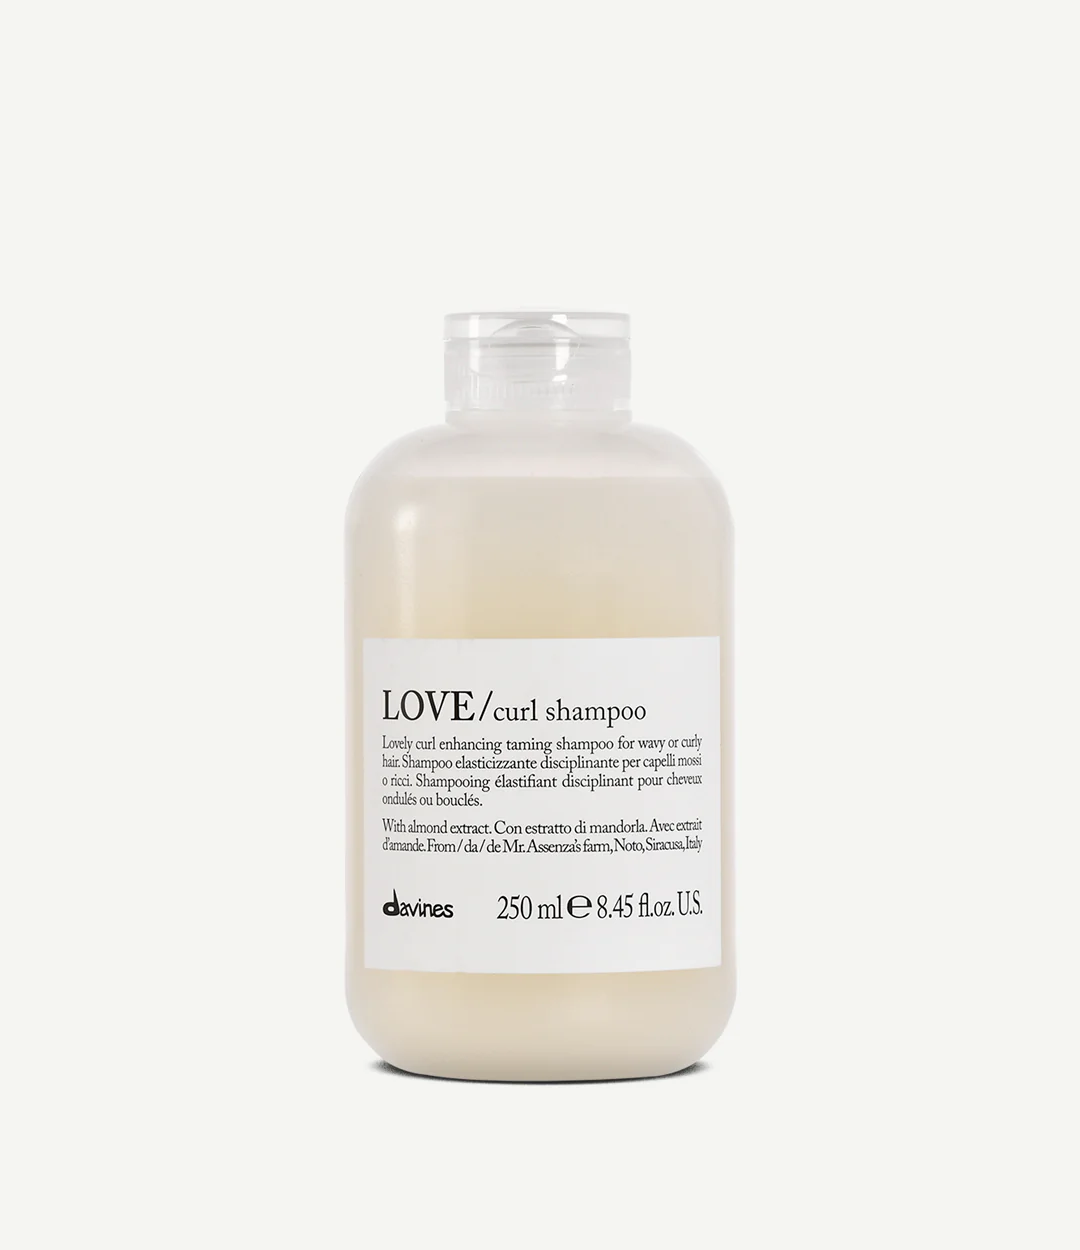 LOVE/curl shampoo
Lovely curl enhancing taming shampoo for wavy or curly
hair. Shampoo elasticizzante disciplinante per capelli mossi
o ricci. Shampooing élastifiant disciplinant pour cheveux
ondulés ou bouclés.
With almond extract. Con estratto di mandorla. Avec extrait
d'amande. From / da / de Mr. Assenza's farm, Noto, Siracusa, Italy
davines 250 ml ℮ 8.45 fl.oz. U.S.